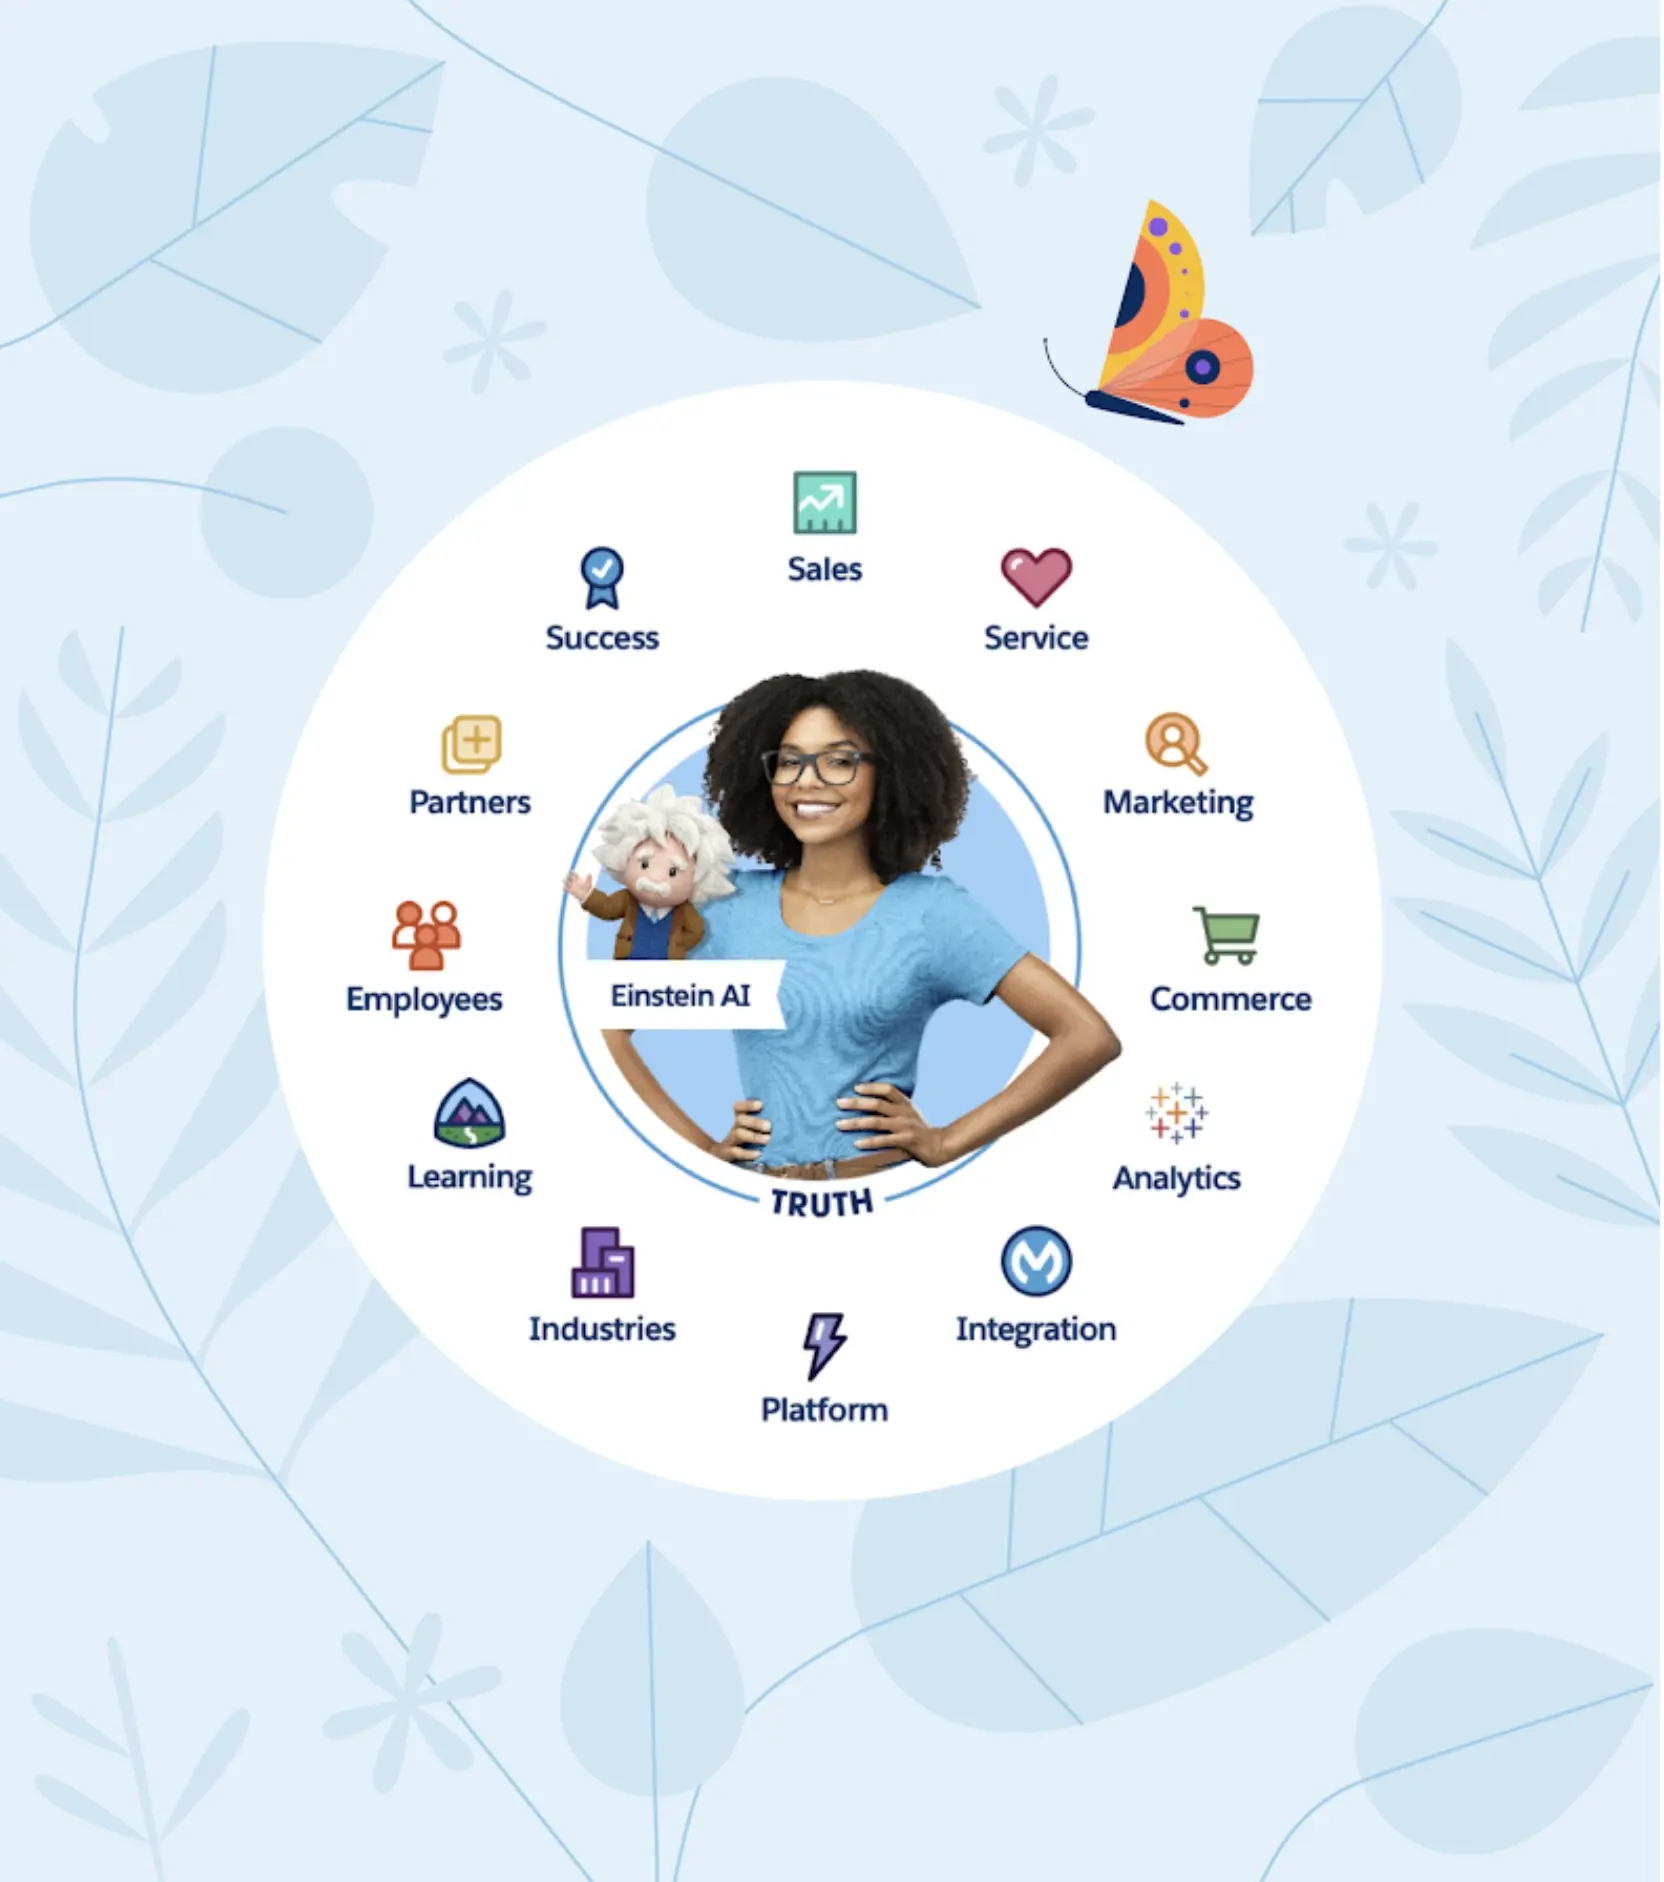 Sales
Success
Service
Partners
Marketing
Employees
Einstein AI
Commerce
Learning
Analytics
TRUTH
Industries
Integration
Platform